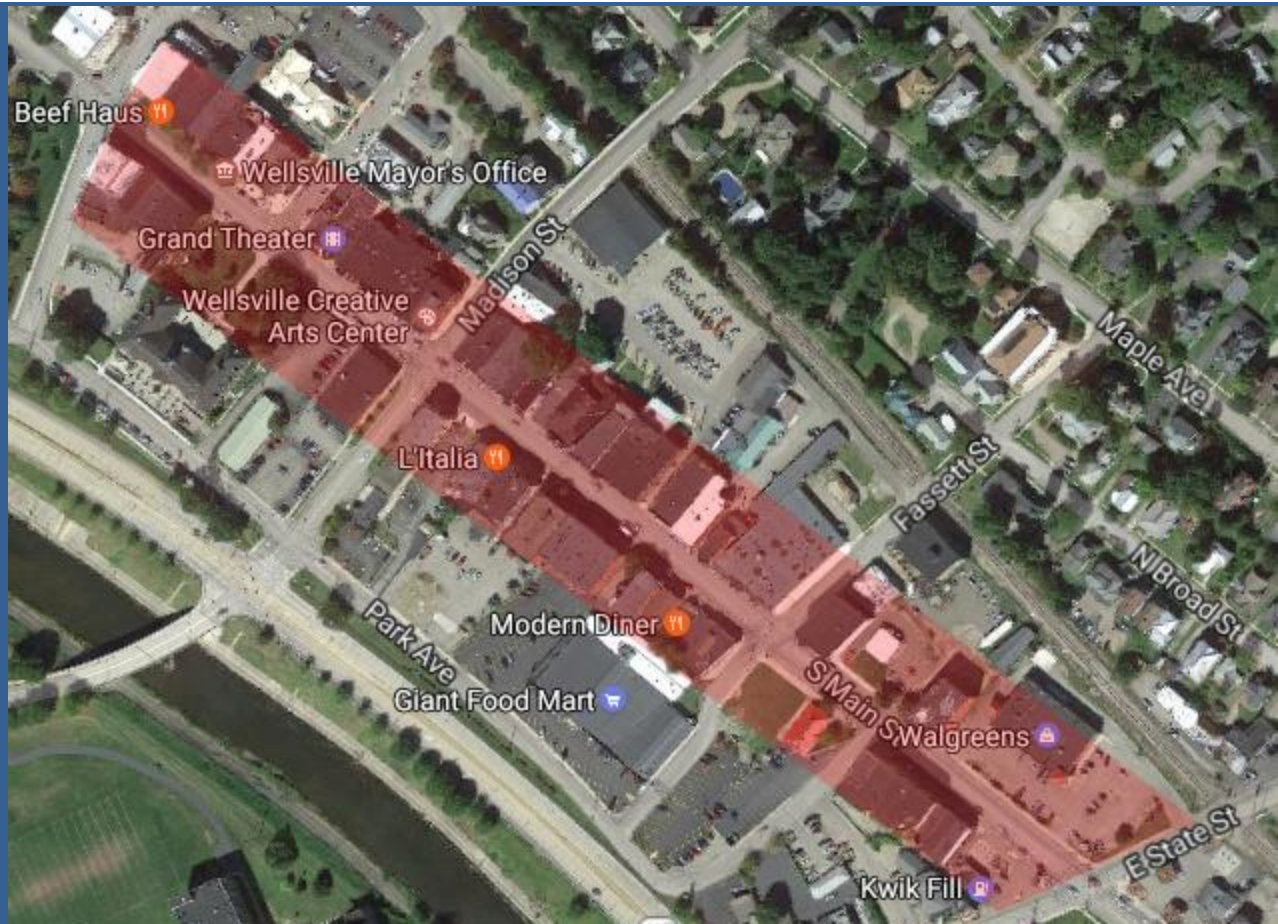 Beef Haus
Wellsville Mayor's Office
Grand Theater
Madison St
Wellsville Creative
Arts Center
Maple Ave
L'Italia
Fassett St
N Broad St
Park Ave
Modern Diner
Giant Food Mart
S Main St
Walgreens
E State St
Kwik Fill